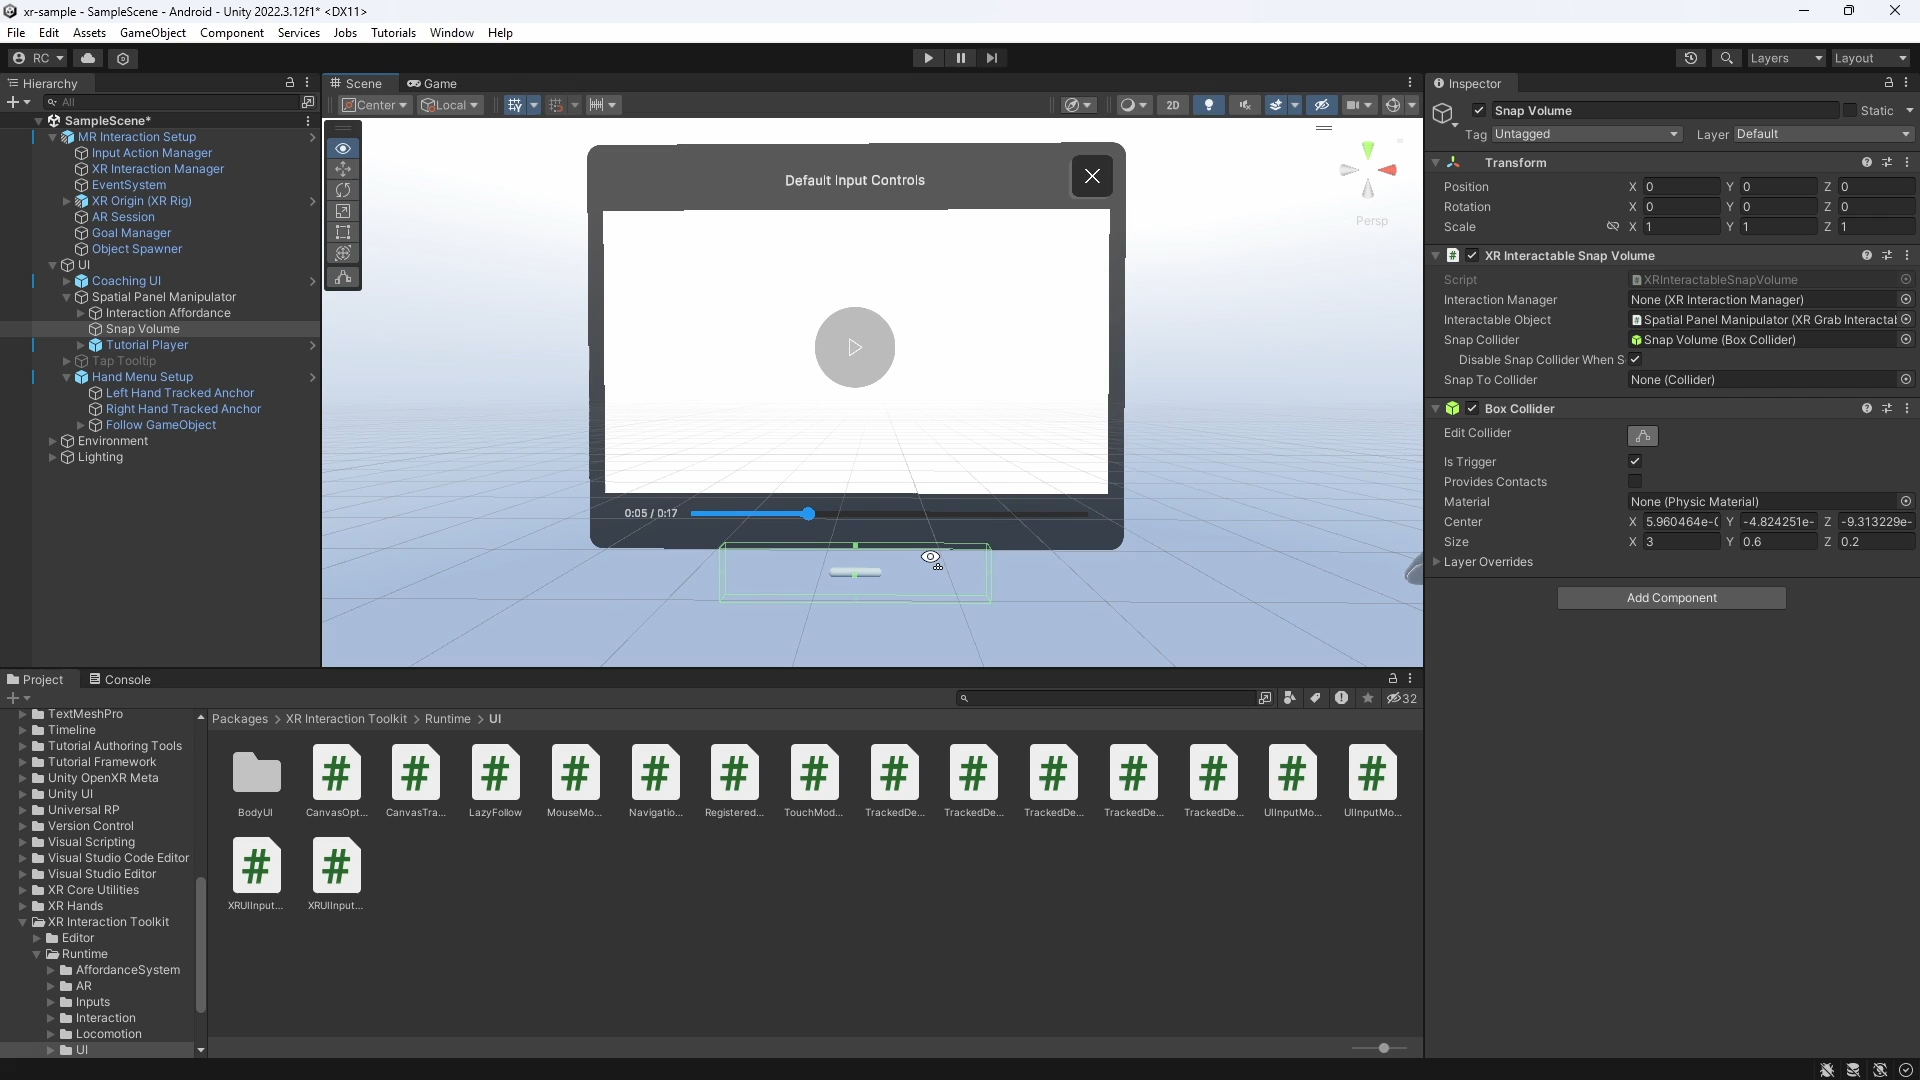 xr-sample - SampleScene - Android - Unity 2022.3.12f1* <DX11>
File Edit Assets GameObject Component Services Jobs Tutorials Window Help
RC Layers Layout
Hierarchy
All
SampleScene*
MR Interaction Setup
Input Action Manager
XR Interaction Manager
EventSystem
XR Origin (XR Rig)
AR Session
Goal Manager
Object Spawner
UI
Coaching UI
Spatial Panel Manipulator
Interaction Affordance
Snap Volume
Tutorial Player
Tap Tooltip
Hand Menu Setup
Left Hand Tracked Anchor
Right Hand Tracked Anchor
Follow GameObject
Environment
Lighting
Scene Game
Center Local 2D
Default Input Controls
Persp
0:05 / 0:17
Inspector
Snap Volume Static
Tag Untagged Layer Default
Transform
Position X 0 Y 0 Z 0
Rotation X 0 Y 0 Z 0
Scale X 1 Y 1 Z 1
XR Interactable Snap Volume
Script XRInteractableSnapVolume
Interaction Manager None (XR Interaction Manager)
Interactable Object Spatial Panel Manipulator (XR Grab Interactal
Snap Collider Snap Volume (Box Collider)
Disable Snap Collider When S
Snap To Collider None (Collider)
Box Collider
Edit Collider
Is Trigger
Provides Contacts
Material None (Physic Material)
Center X 5.960464e-( Y -4.824251e- Z -9.313229e-
Size X 3 Y 0.6 Z 0.2
Layer Overrides
Add Component
Project Console
32
TextMeshPro
Timeline
Tutorial Authoring Tools
Tutorial Framework
Unity OpenXR Meta
Unity UI
Universal RP
Version Control
Visual Scripting
Visual Studio Code Editor
Visual Studio Editor
XR Core Utilities
XR Hands
XR Interaction Toolkit
Editor
Runtime
AffordanceSystem
AR
Inputs
Interaction
Locomotion
UI
Packages > XR Interaction Toolkit > Runtime > UI
BodyUI CanvasOpt... CanvasTra... LazyFollow MouseMo... Navigatio... Registered... TouchMod... TrackedDe... TrackedDe... TrackedDe... TrackedDe... TrackedDe... UIInputMo... UIInputMo...
XRUIInput... XRUIInput...